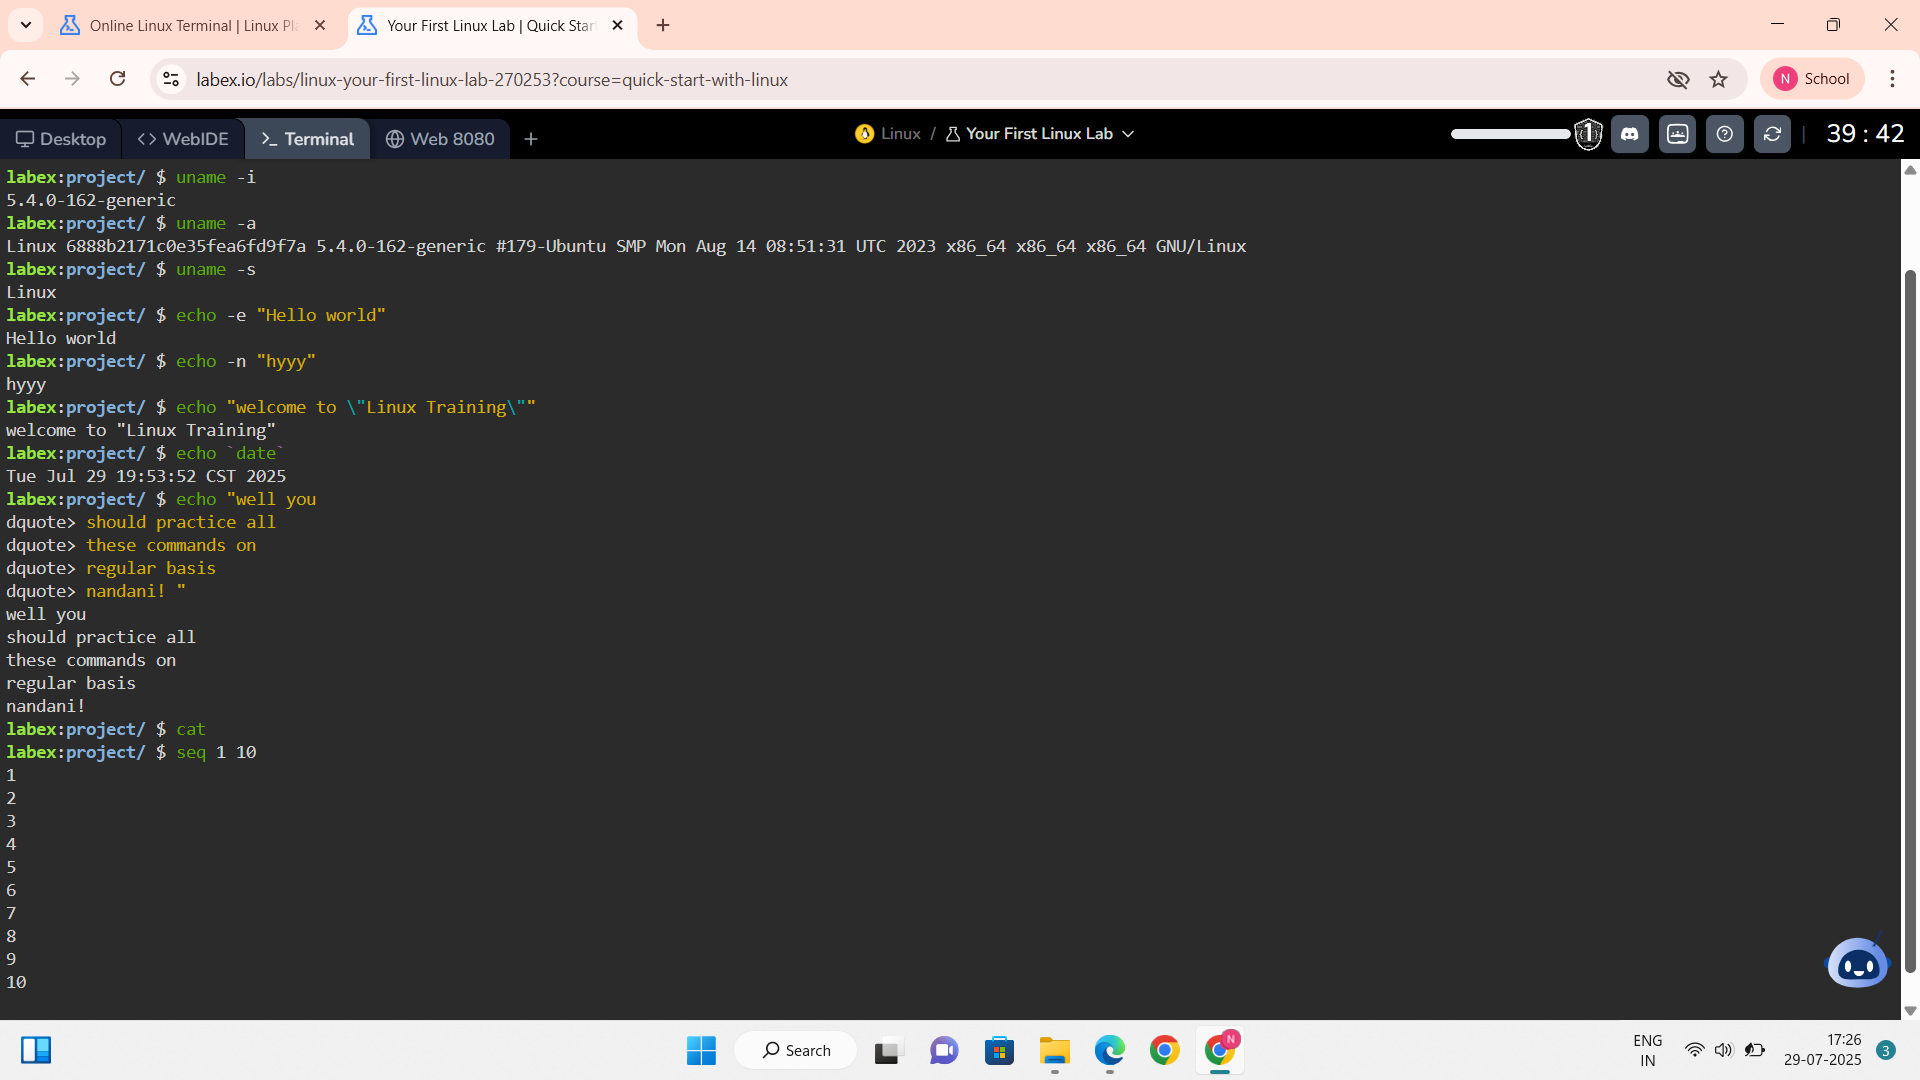 Online Linux Terminal | Linux Pl
Your First Linux Lab | Quick Star
labex.io/labs/linux-your-first-linux-lab-270253?course=quick-start-with-linux
N School
Desktop
WebIDE
Terminal
Web 8080
Linux / Your First Linux Lab
1
39 : 42
labex:project/ $ uname -i
5.4.0-162-generic
labex:project/ $ uname -a
Linux 6888b2171c0e35fea6fd9f7a 5.4.0-162-generic #179-Ubuntu SMP Mon Aug 14 08:51:31 UTC 2023 x86_64 x86_64 x86_64 GNU/Linux
labex:project/ $ uname -s
Linux
labex:project/ $ echo -e "Hello world"
Hello world
labex:project/ $ echo -n "hyyy"
hyyy
labex:project/ $ echo "welcome to \"Linux Training\""
welcome to "Linux Training"
labex:project/ $ echo `date`
Tue Jul 29 19:53:52 CST 2025
labex:project/ $ echo "well you
dquote> should practice all
dquote> these commands on
dquote> regular basis
dquote> nandani! "
well you
should practice all
these commands on
regular basis
nandani!
labex:project/ $ cat
labex:project/ $ seq 1 10
1
2
3
4
5
6
7
8
9
10
Search
N
ENG
IN
17:26
29-07-2025
3